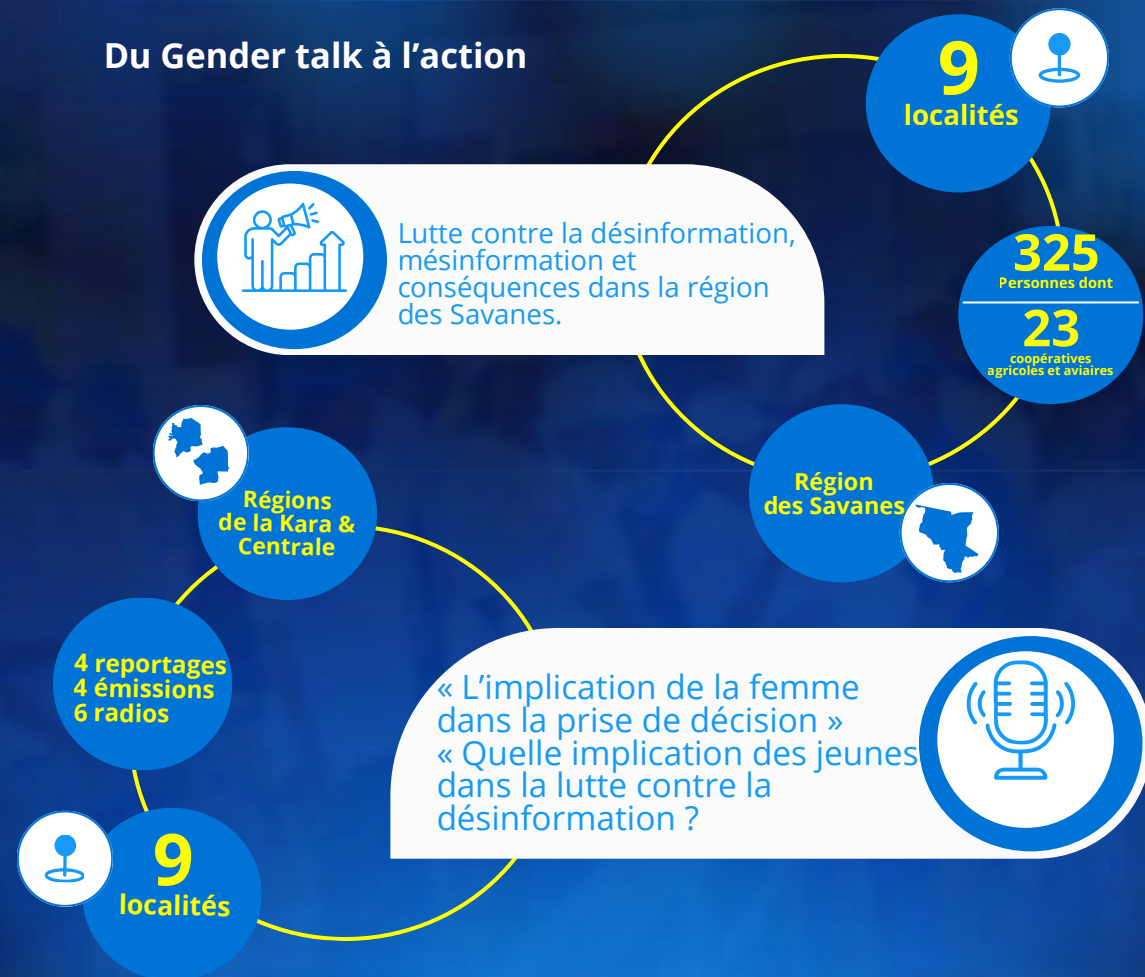 Du Gender talk à l’action
9
localités
Lutte contre la désinformation,
mésinformation et
conséquences dans la région
des Savanes.
325
Personnes dont
23
coopératives
agricoles et aviaires
Région
des Savanes
Régions
de la Kara &
Centrale
4 reportages
4 émissions
6 radios
« L’implication de la femme
dans la prise de décision »
« Quelle implication des jeunes
dans la lutte contre la
désinformation ?
9
localités